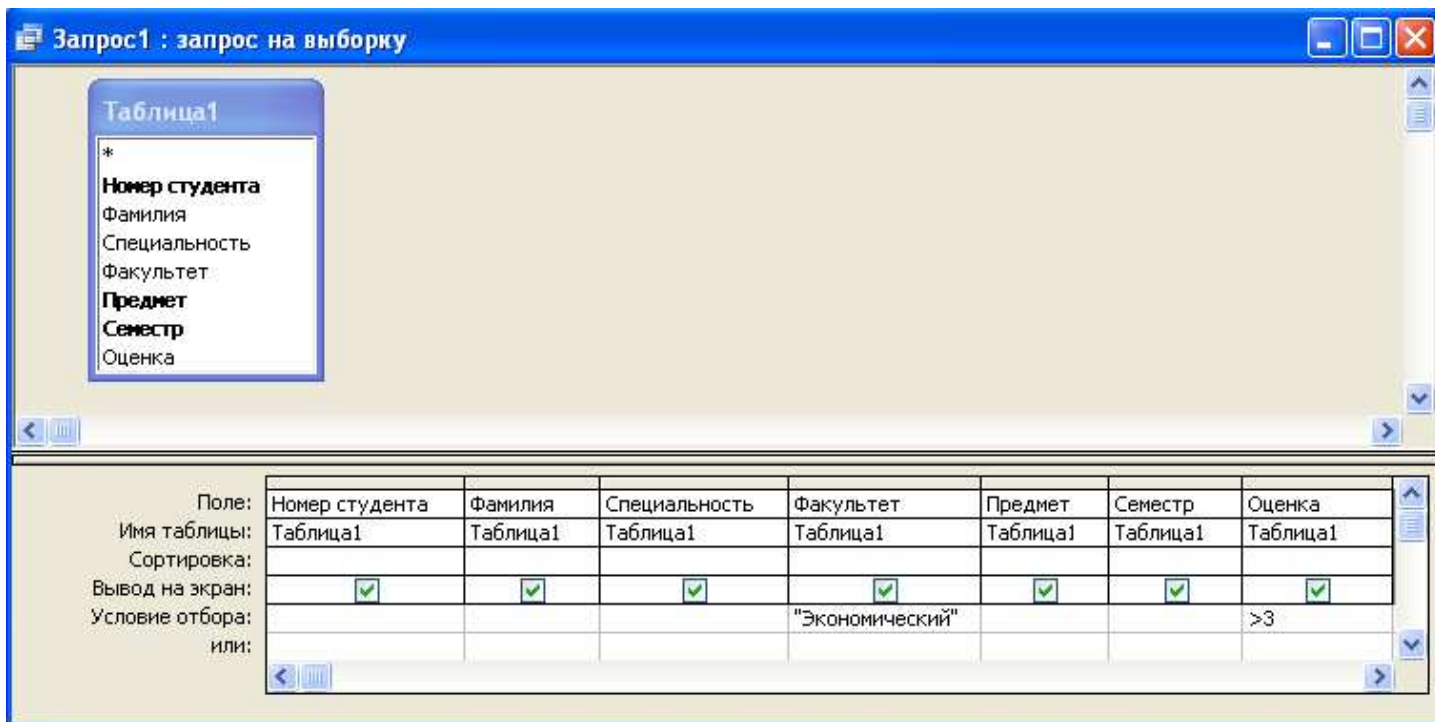 Запрос1 : запрос на выборку
Таблица1
*
Номер студента
Фамилия
Специальность
Факультет
Предмет
Семестр
Оценка
Поле: Номер студента Фамилия Специальность Факультет Предмет Семестр Оценка
Имя таблицы: Таблица1 Таблица1 Таблица1 Таблица1 Таблица1 Таблица1 Таблица1
Сортировка:
Вывод на экран:
Условие отбора: "Экономический" >3
или: